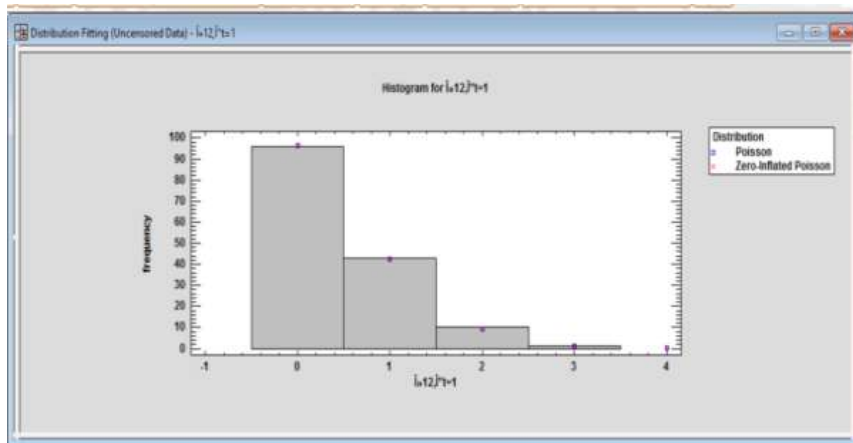 Distribution Fitting (Uncensored Data) -
Histogram for
Distribution
Poisson
Zero-Inflated Poisson
100
90
80
70
60
50
40
30
20
10
0
frequency
-1 0 1 2 3 4